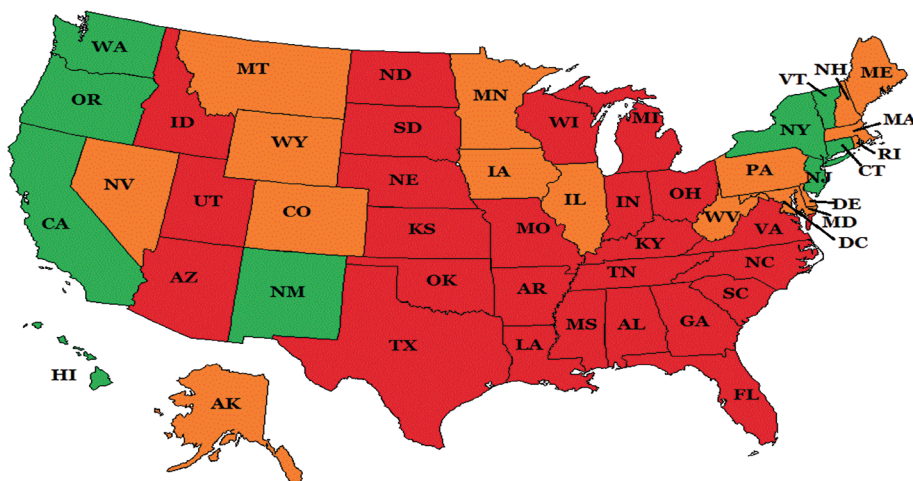 WA
MT
ND
MN
VT
NH
ME
OR
ID
SD
WI
MI
NY
MA
WY
RI
CT
NV
NE
IA
PA
NJ
CA
UT
CO
IL
IN
OH
WV
DE
MD
DC
KS
MO
KY
VA
AZ
NM
OK
AR
TN
NC
SC
TX
LA
MS
AL
GA
HI
AK
FL